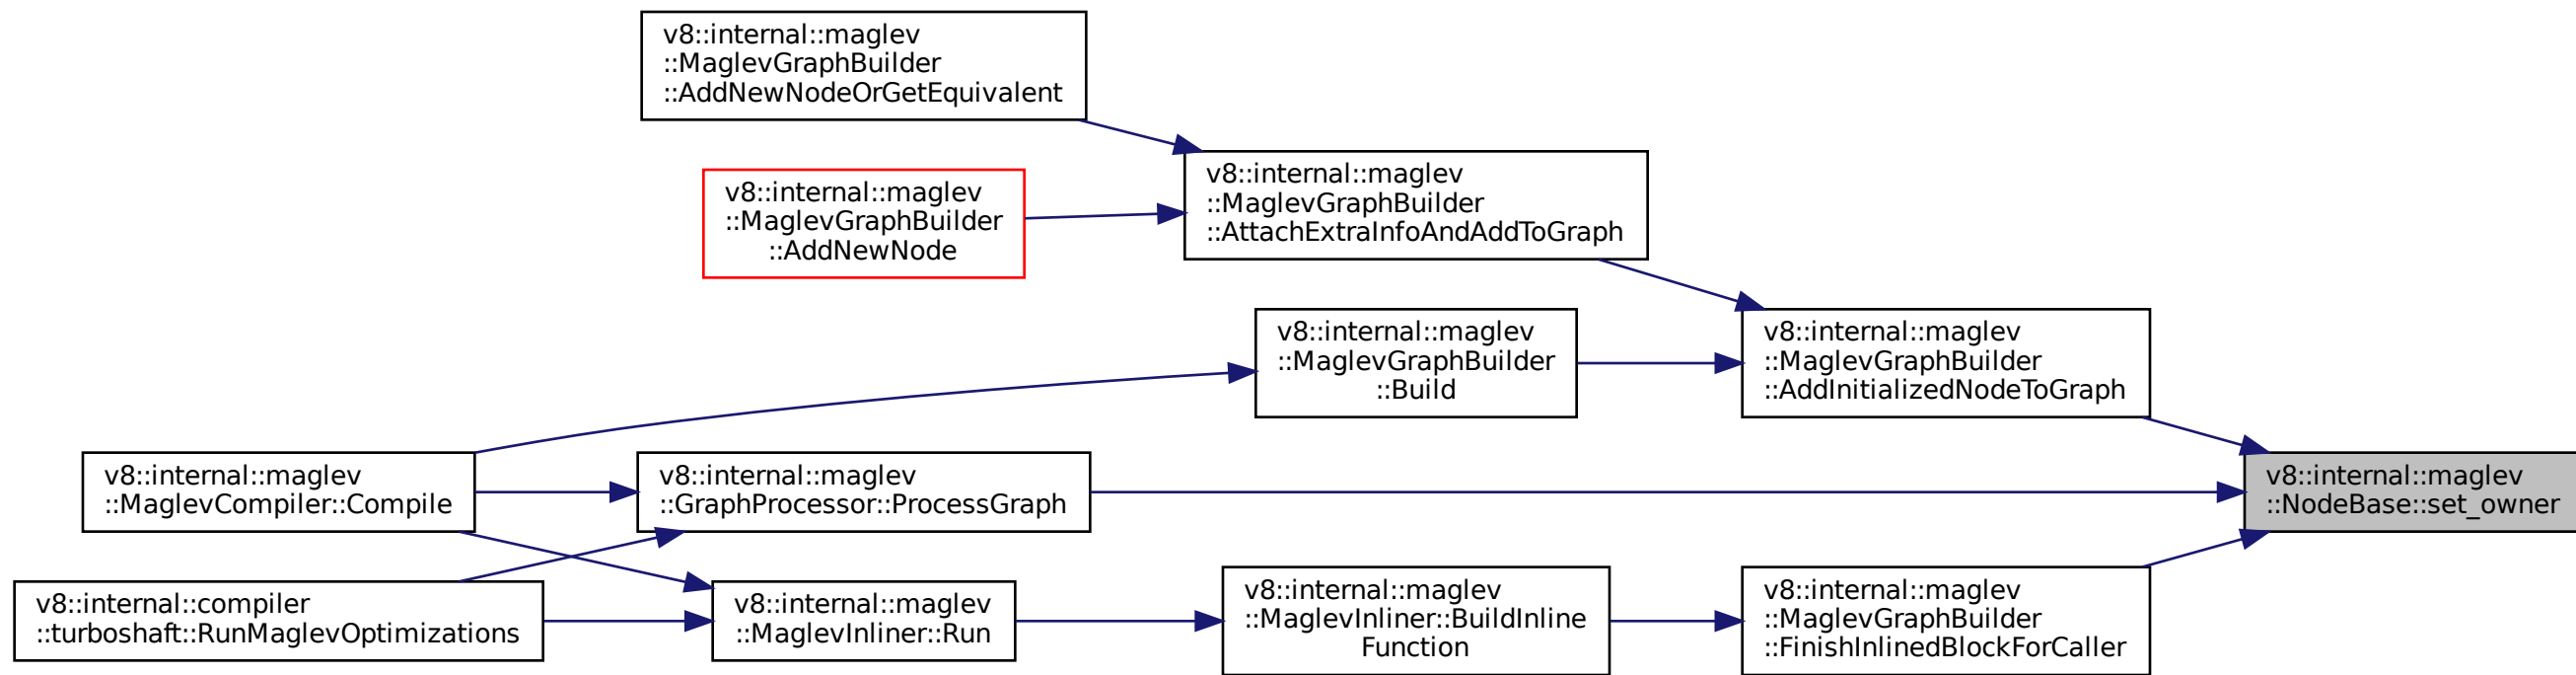 v8::internal::maglev
::MaglevGraphBuilder
::AddNewNodeOrGetEquivalent
v8::internal::maglev
::MaglevGraphBuilder
::AttachExtraInfoAndAddToGraph
v8::internal::maglev
::MaglevGraphBuilder
::AddNewNode
v8::internal::maglev
::MaglevGraphBuilder
::Build
v8::internal::maglev
::MaglevGraphBuilder
::AddInitializedNodeToGraph
v8::internal::maglev
::MaglevCompiler::Compile
v8::internal::maglev
::GraphProcessor::ProcessGraph
v8::internal::maglev
::NodeBase::set_owner
v8::internal::compiler
::turboshaft::RunMaglevOptimizations
v8::internal::maglev
::MaglevInliner::Run
v8::internal::maglev
::MaglevInliner::BuildInline
Function
v8::internal::maglev
::MaglevGraphBuilder
::FinishInlinedBlockForCaller